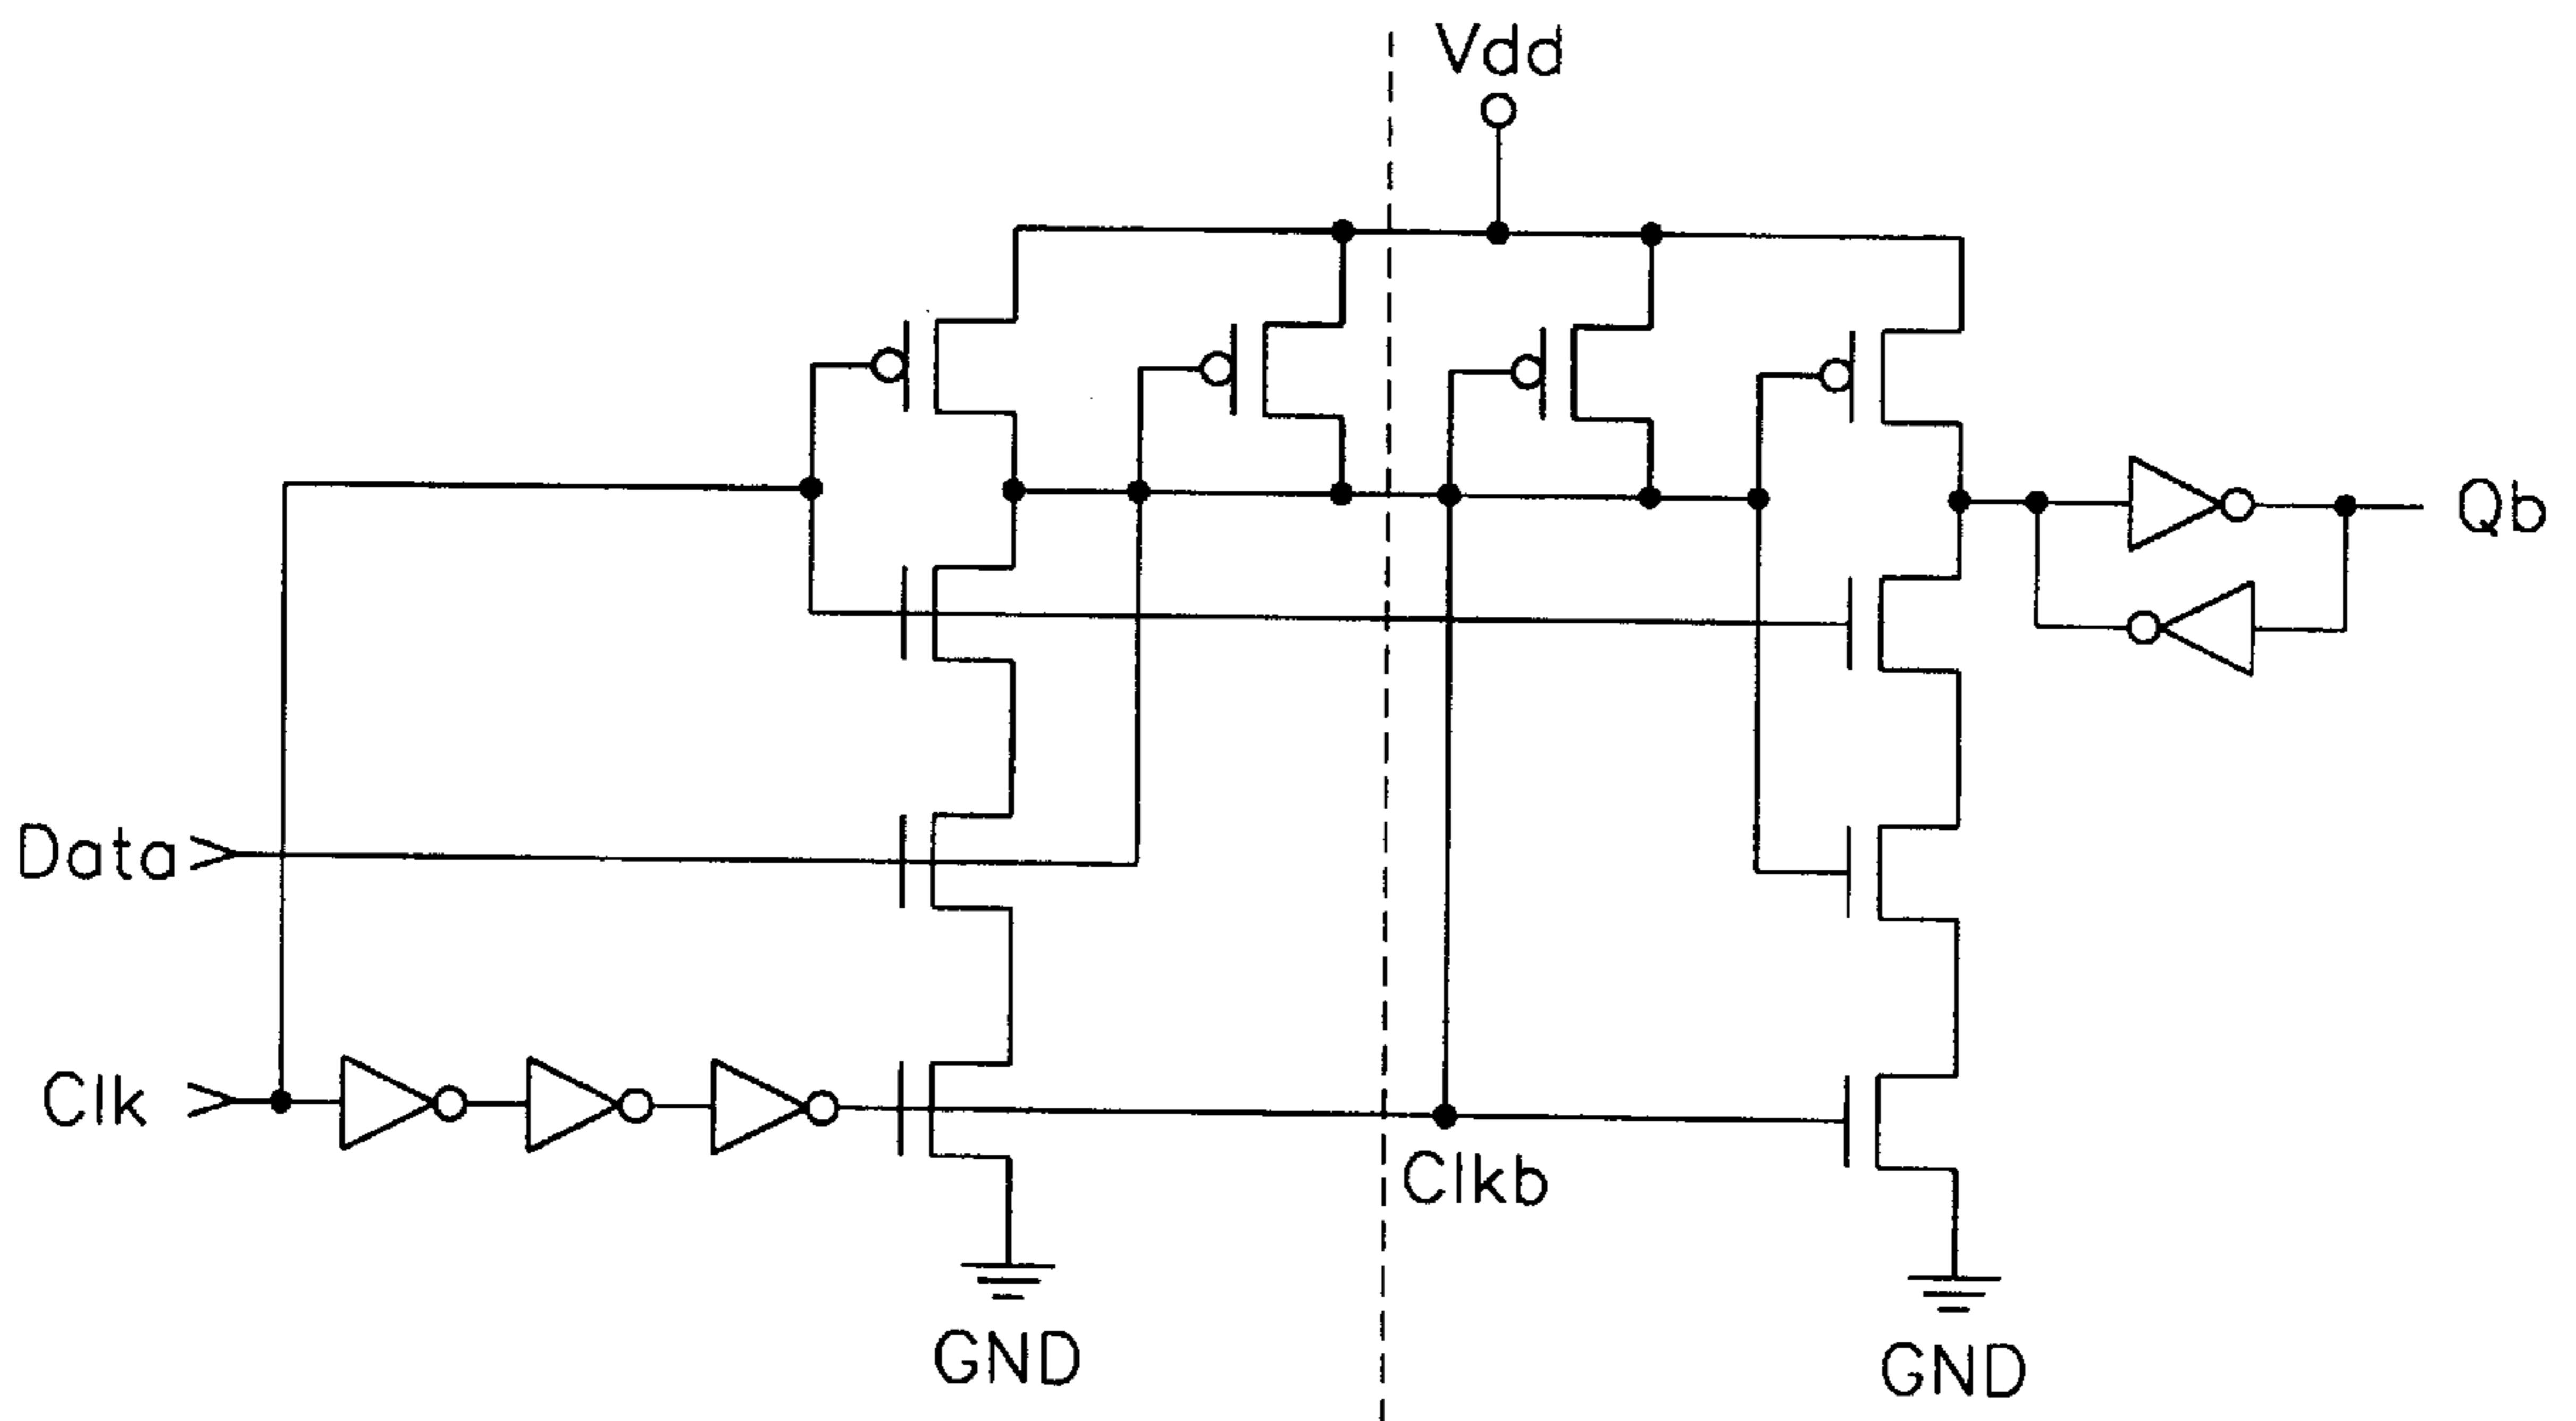 Vdd
Qb
Data
Clk
Clkb
GND
GND